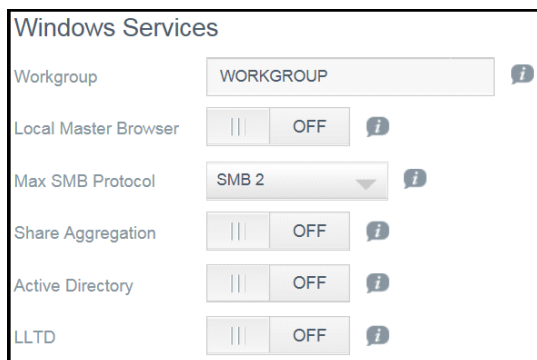 Windows Services
Workgroup WORKGROUP i
Local Master Browser OFF i
Max SMB Protocol SMB 2 i
Share Aggregation OFF i
Active Directory OFF i
LLTD OFF i